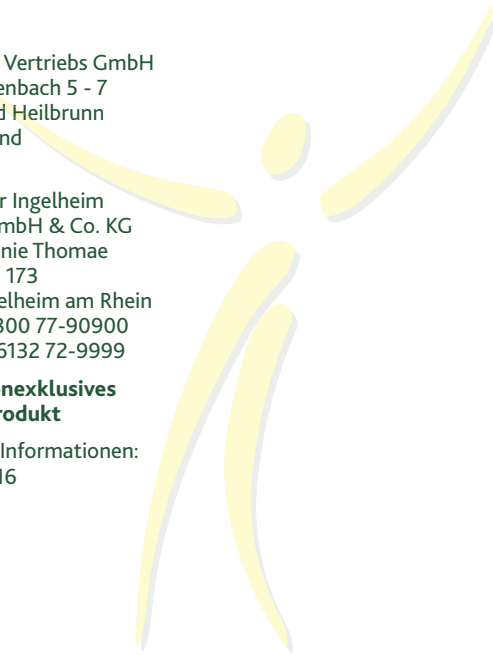 Vertriebs GmbH
enbach 5 - 7
d Heilbrunn
nd
r Ingelheim
mbH & Co. KG
nie Thomae
173
elheim am Rhein
800 77-90900
6132 72-9999
nexklusives
rodukt
Informationen:
16